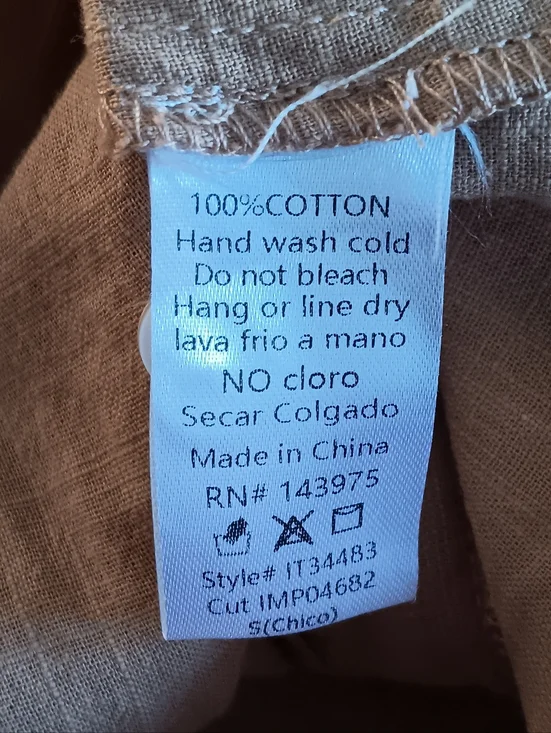 100%COTTON
Hand wash cold
Do not bleach
Hang or line dry
lava frio a mano
NO cloro
Secar Colgado
Made in China
RN# 143975
Style# IT34483
Cut IMP04682
S(Chico)